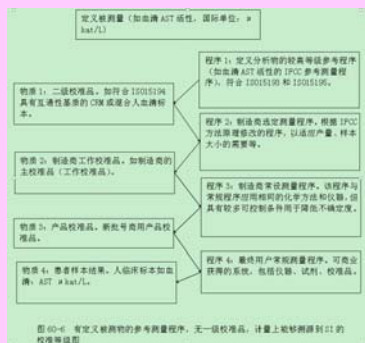 定义被测量（如血清 AST 活性，国际单位：μ
kat/L)
程序 1：定义分析物的较高等级参考程序
（如血清 AST 活性的 IFCC 参考测量程
序），符合 ISO15193 和 ISO15195。
物质 1：二级校准品。如符合 ISO15194
具有互通性基质的 CRM 或混合人血清标
本。
程序 2：制造商选定测量程序。根据 IFCC
方法原理修改的程序，以适应产量、样本
大小的需要等。
物质 2：制造商工作校准品。如制造商的
主校准品（工作校准品）。
程序 3：制造商常设测量程序。该程序与
常规程序应用相同的化学方法和仪器，但
具有较多可控制条件用于降低不确定度。
物质 3：产品校准品。新批号商用产品校
准品。
程序 4：最终用户常规测量程序。可商业
获得的系统，包括仪器、试剂、校准品。
物质 4：患者样本结果。人临床标本如血
清：AST μkat/L。
图 60-6 有定义被测物的参考测量程序，无一级校准品，计量上能够溯源到 SI 的
校准等级图